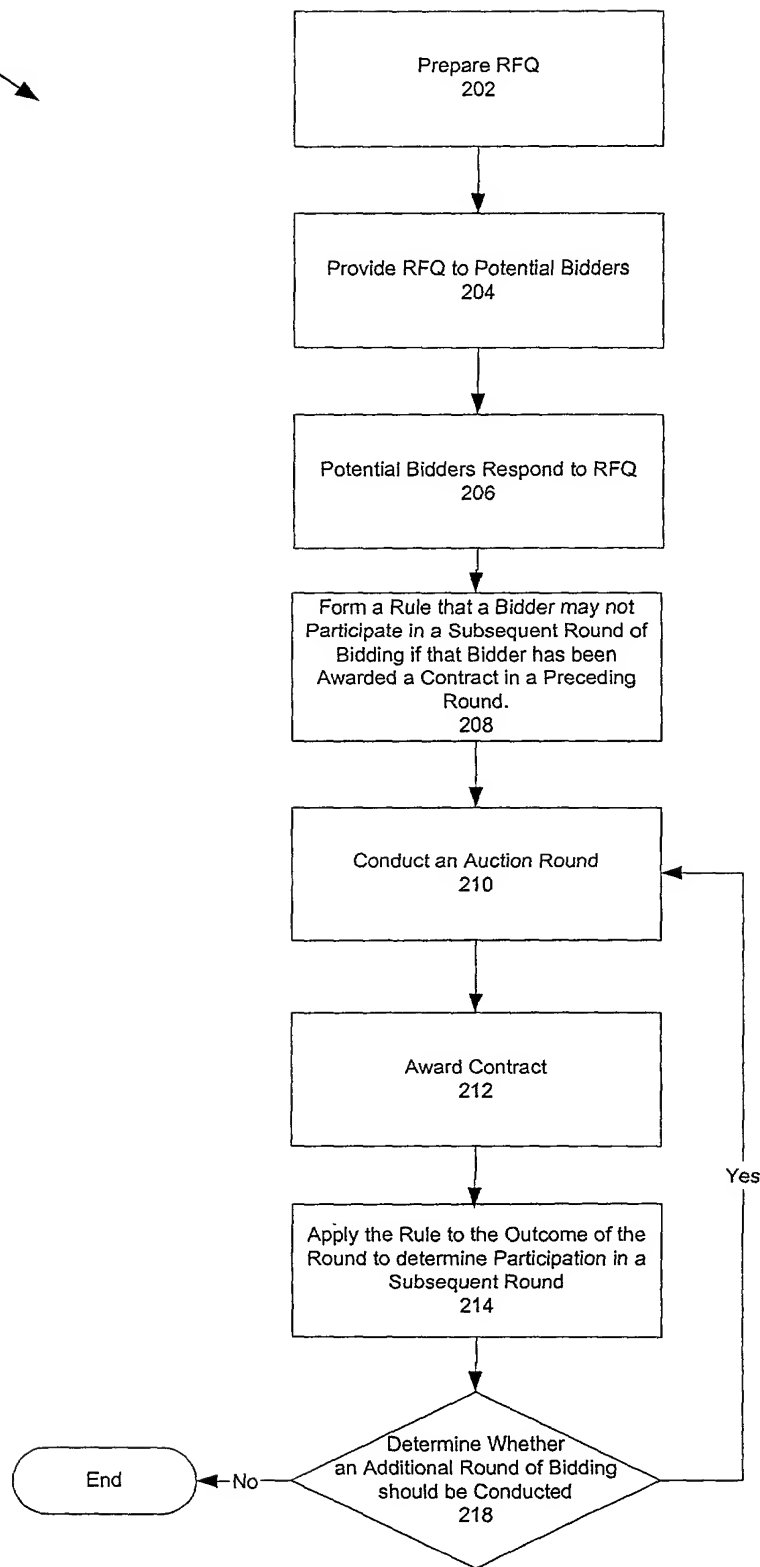 Prepare RFQ
202
Provide RFQ to Potential Bidders
204
Potential Bidders Respond to RFQ
206
Form a Rule that a Bidder may not
Participate in a Subsequent Round of
Bidding if that Bidder has been
Awarded a Contract in a Preceding
Round.
208
Conduct an Auction Round
210
Award Contract
212
Yes
Apply the Rule to the Outcome of the
Round to determine Participation in a
Subsequent Round
214
Determine Whether
an Additional Round of Bidding
should be Conducted
218
No
End